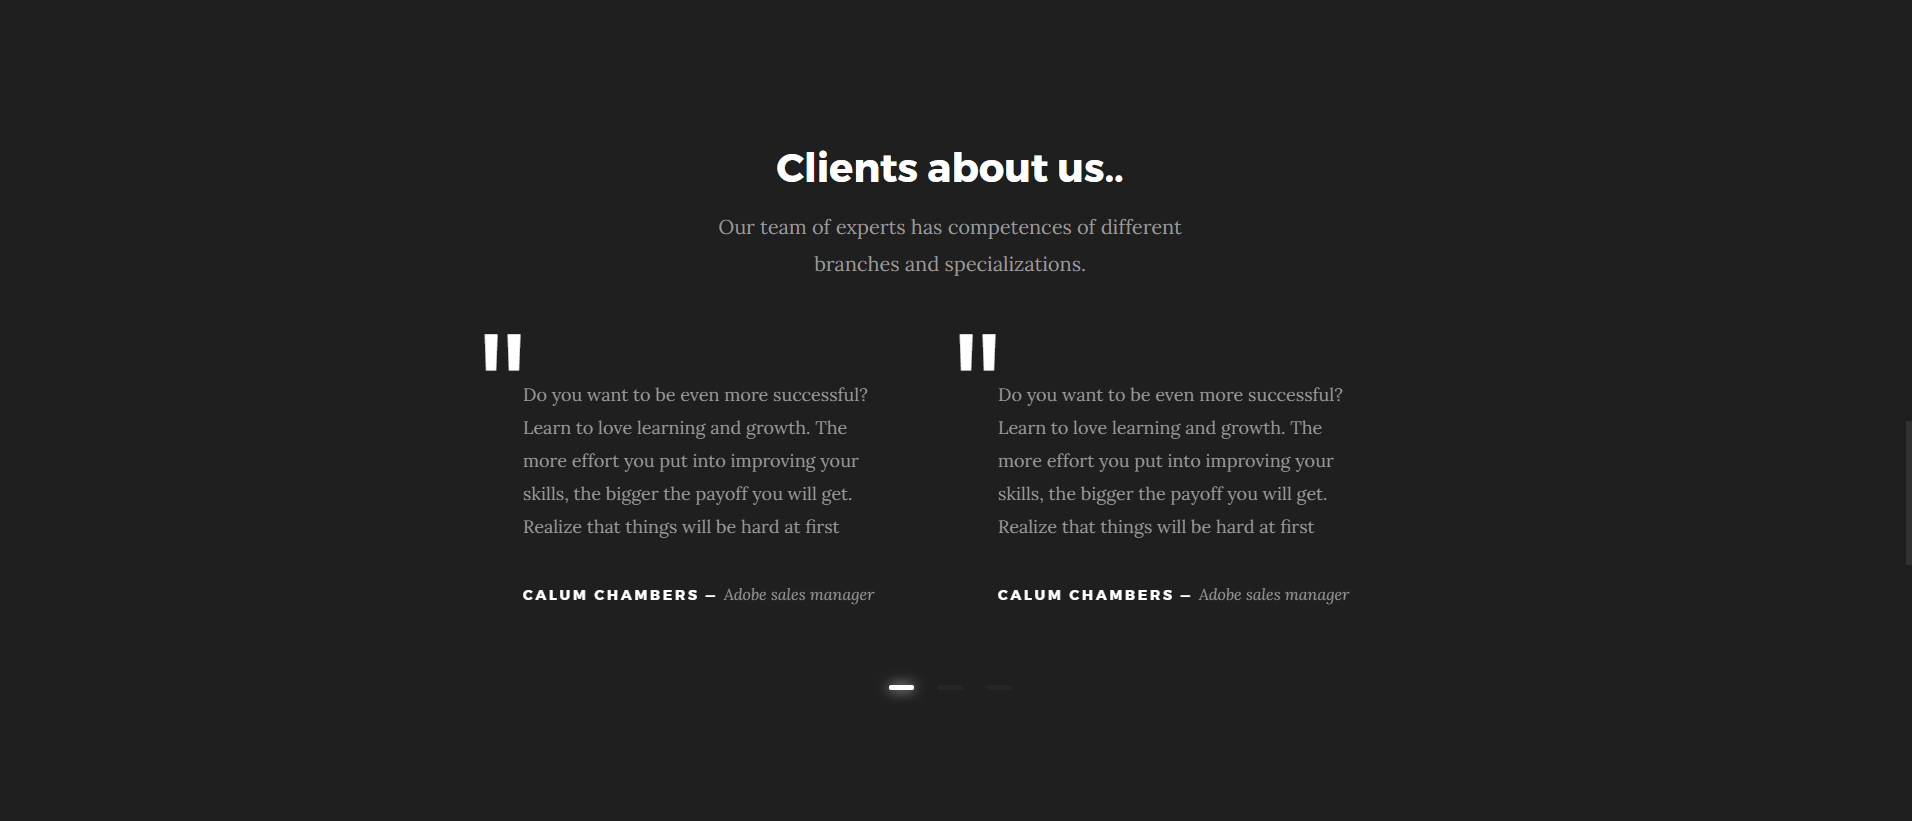 Clients about us..
Our team of experts has competences of different
branches and specializations.
"
Do you want to be even more successful?
Learn to love learning and growth. The
more effort you put into improving your
skills, the bigger the payoff you will get.
Realize that things will be hard at first
CALUM CHAMBERS – Adobe sales manager
"
Do you want to be even more successful?
Learn to love learning and growth. The
more effort you put into improving your
skills, the bigger the payoff you will get.
Realize that things will be hard at first
CALUM CHAMBERS – Adobe sales manager